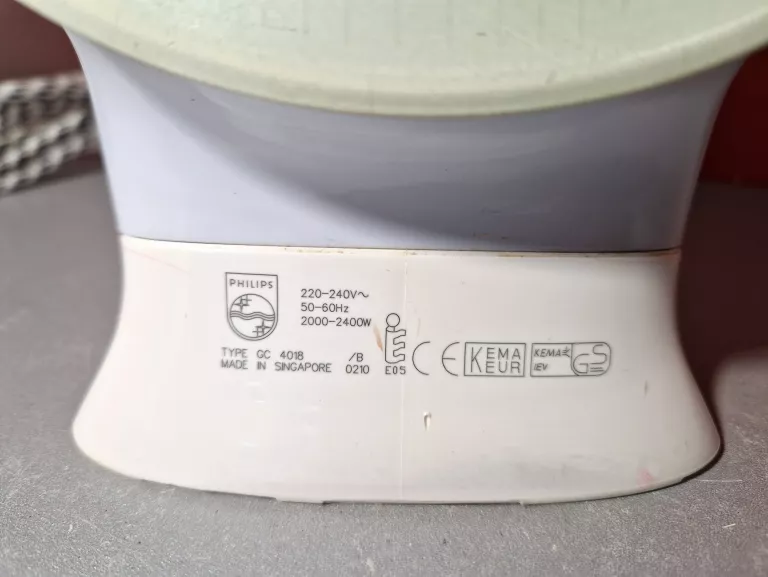 PHILIPS
220-240V~
50-60Hz
2000-2400W
TYPE GC 4018 /B
MADE IN SINGAPORE 0210
E05
CE
KEMA
EUR
KEMA
IEV
GS